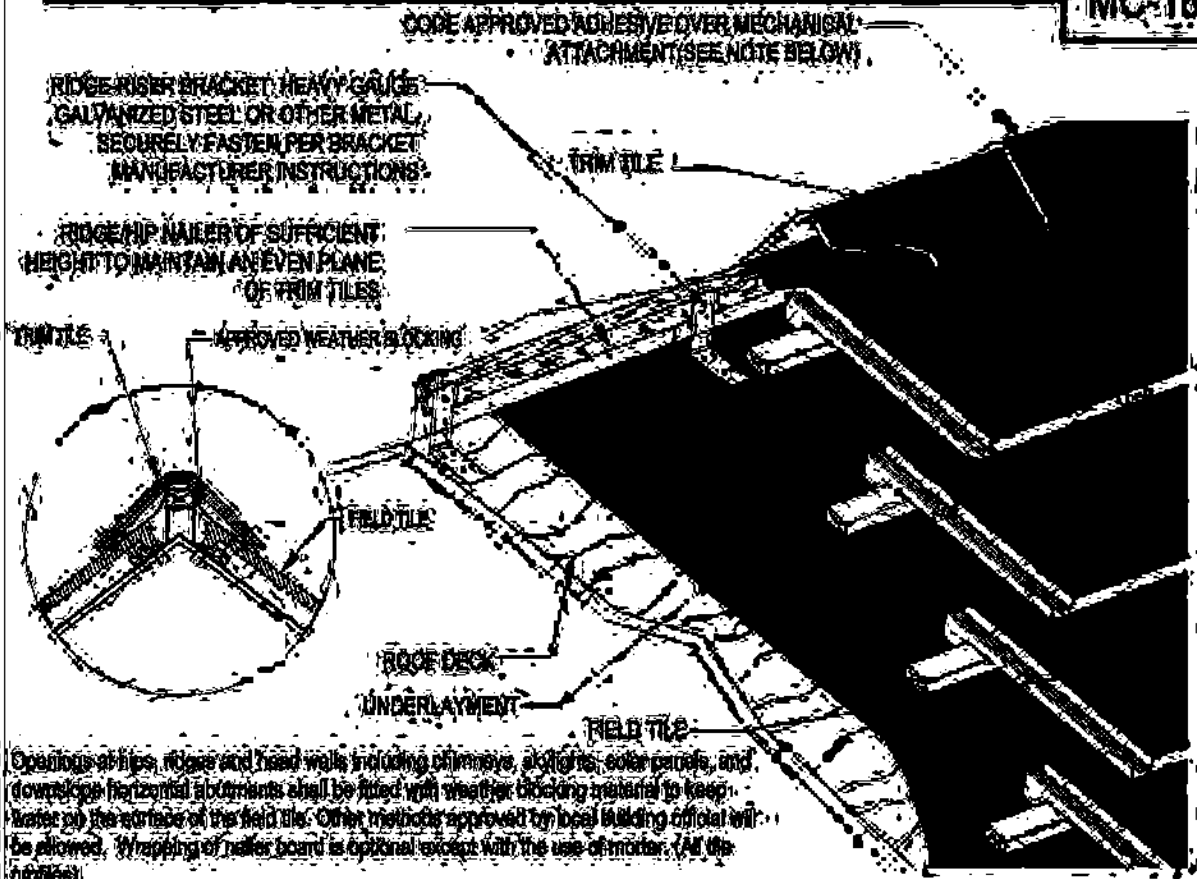 CODE APPROVED ADHESIVE OVER MECHANICAL
ATTACHMENT (SEE NOTE BELOW)
RIDGE RISER BRACKET: HEAVY GAUGE
GALVANIZED STEEL OR OTHER METAL,
SECURELY FASTEN PER BRACKET
MANUFACTURER INSTRUCTIONS
TRIM TILE
RIDGE/HIP NAILER OF SUFFICIENT
HEIGHT TO MAINTAIN AN EVEN PLANE
OF TRIM TILES
TRIM TILE
APPROVED WEATHER BLOCKING
FIELD TILE
ROOF DECK
UNDERLAYMENT
FIELD TILE
Openings at hips, ridges and head walls including chimneys, skylights, solar panels, and
downslope horizontal abutments shall be fitted with weather blocking material to keep
water on the surface of the field tile. Other methods approved by local building official will
be allowed. Wrapping of nailer board is optional except with the use of mortar. (All tile
profiles).